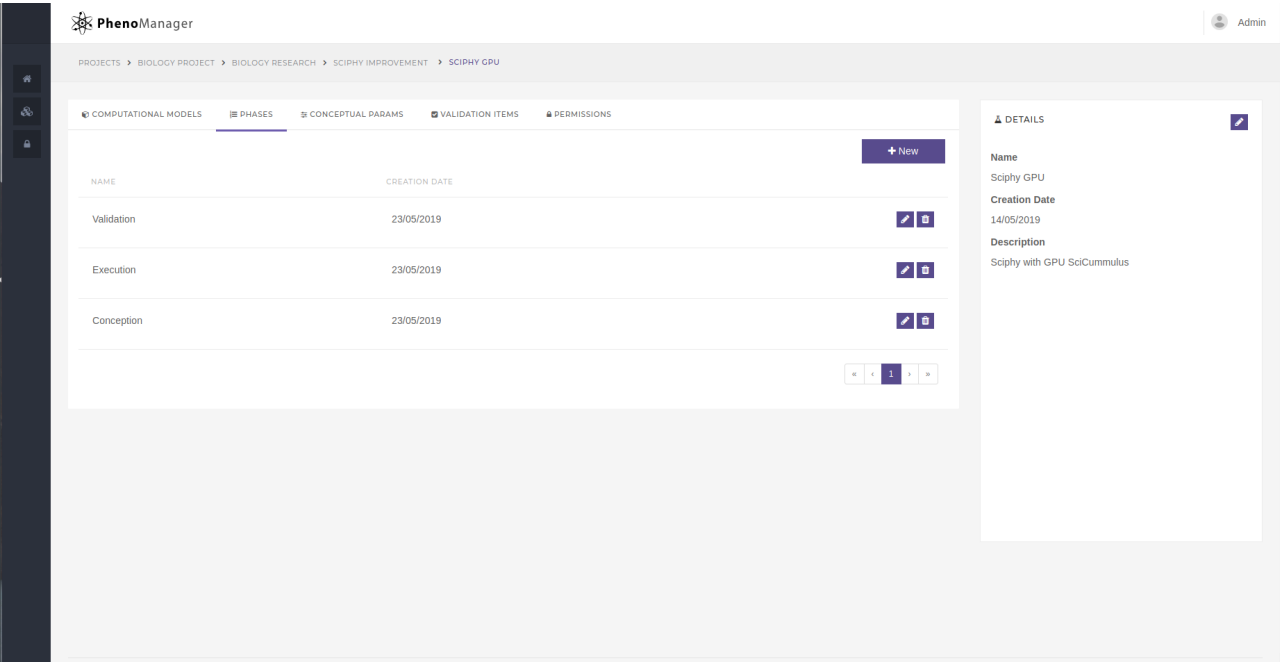 PhenoManager
Admin
PROJECTS > BIOLOGY PROJECT > BIOLOGY RESEARCH > SCIPHY IMPROVEMENT > SCIPHY GPU
COMPUTATIONAL MODELS PHASES CONCEPTUAL PARAMS VALIDATION ITEMS PERMISSIONS
+ New
NAME CREATION DATE
Validation 23/05/2019
Execution 23/05/2019
Conception 23/05/2019
« ‹ 1 › »
DETAILS
Name
Sciphy GPU
Creation Date
14/05/2019
Description
Sciphy with GPU SciCummulus